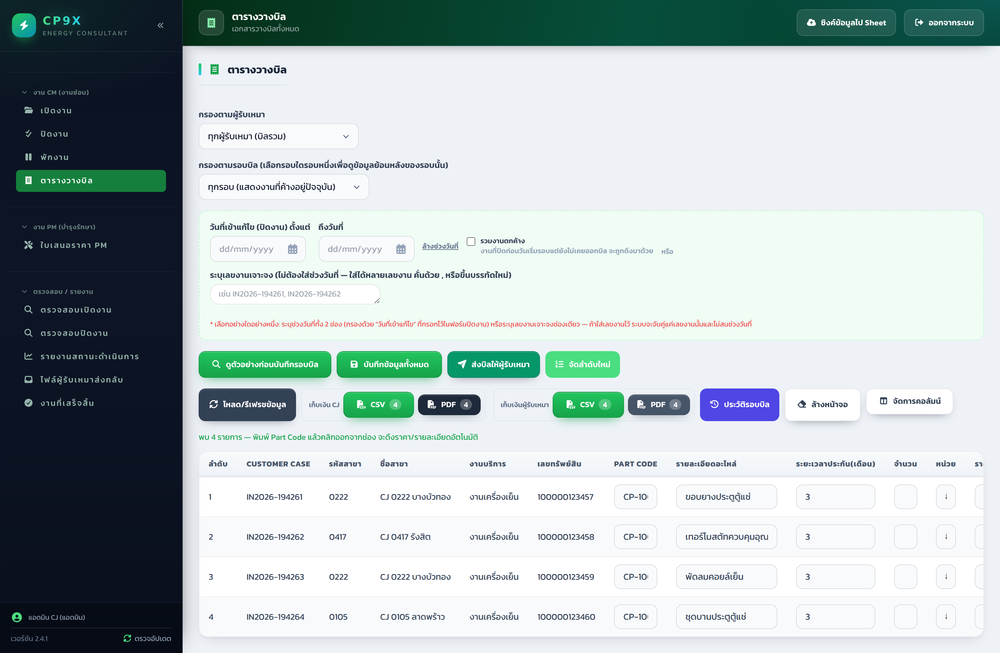 CP9X
ENERGY CONSULTANT
งาน CM (งานซ่อม)
เปิดงาน
ปิดงาน
พักงาน
ตารางวางบิล
งาน PM (บำรุงรักษา)
ใบเสนอราคา PM
ตรวจสอบ / รายงาน
ตรวจสอบเปิดงาน
ตรวจสอบปิดงาน
รายงานสถานะดำเนินการ
ไฟล์ผู้รับเหมาส่งกลับ
งานที่เสร็จสิ้น
แอดมิน CJ (แอดมิน)
เวอร์ชัน 2.4.1 ตรวจอัปเดต
ตารางวางบิล
เอกสารวางบิลทั้งหมด
ซิงค์ข้อมูลไป Sheet ออกจากระบบ
ตารางวางบิล
กรองตามผู้รับเหมา
ทุกผู้รับเหมา (บิลรวม)
กรองตามรอบบิล (เลือกรอบใดรอบหนึ่งเพื่อดูข้อมูลย้อนหลังของรอบนั้น)
ทุกรอบ (แสดงงานที่ค้างอยู่ปัจจุบัน)
วันที่เข้าแก้ไข (ปิดงาน) ตั้งแต่ ถึงวันที่
dd/mm/yyyy dd/mm/yyyy ล้างช่วงวันที่ รวมงานตกค้าง
งานที่ปิดก่อนวันเริ่มรอบแต่ยังไม่เคยออกบิล จะถูกดึงมาด้วย หรือ
ระบุเลขงานเจาะจง (ไม่ต้องใส่ช่วงวันที่ — ใส่ได้หลายเลขงาน คั่นด้วย , หรือขึ้นบรรทัดใหม่)
เช่น IN2026-194261, IN2026-194262
* เลือกอย่างใดอย่างหนึ่ง: ระบุช่วงวันที่ทั้ง 2 ช่อง (กรองด้วย "วันที่เข้าแก้ไข" ที่กรอกไว้ในฟอร์มปิดงาน) หรือระบุเลขงานเจาะจงช่องเดียว — ถ้าใส่เลขงานไว้ ระบบจะจับคู่แค่เลขงานนั้นและไม่สนช่วงวันที่
ดูตัวอย่างก่อนบันทึกรอบบิล บันทึกข้อมูลทั้งหมด ส่งบิลให้ผู้รับเหมา จัดลำดับใหม่
โหลด/รีเฟรชข้อมูล เก็บเงิน CJ CSV 4 PDF 4 เก็บเงินผู้รับเหมา CSV 4 PDF 4 ประวัติรอบบิล ล้างหน้าจอ จัดการคอลัมน์
พบ 4 รายการ — พิมพ์ Part Code แล้วคลิกออกจากช่อง จะดึงราคา/รายละเอียดอัตโนมัติ
ลำดับ CUSTOMER CASE รหัสสาขา ชื่อสาขา งานบริการ เลขทรัพย์สิน PART CODE รายละเอียดอะไหล่ ระยะเวลาประกัน(เดือน) จำนวน หน่วย
1 IN2026-194261 0222 CJ 0222 บางบัวทอง งานเครื่องเย็น 100000123457 CP-10 ขอบยางประตูตู้แช่ 3
2 IN2026-194262 0417 CJ 0417 รังสิต งานเครื่องเย็น 100000123458 CP-10 เทอร์โมสตัทควบคุมอุณ 3
3 IN2026-194263 0222 CJ 0222 บางบัวทอง งานเครื่องเย็น 100000123459 CP-10 พัดลมคอยล์เย็น 3
4 IN2026-194264 0105 CJ 0105 ลาดพร้าว งานเครื่องเย็น 100000123460 CP-10 ชุดบานประตูตู้แช่ 3